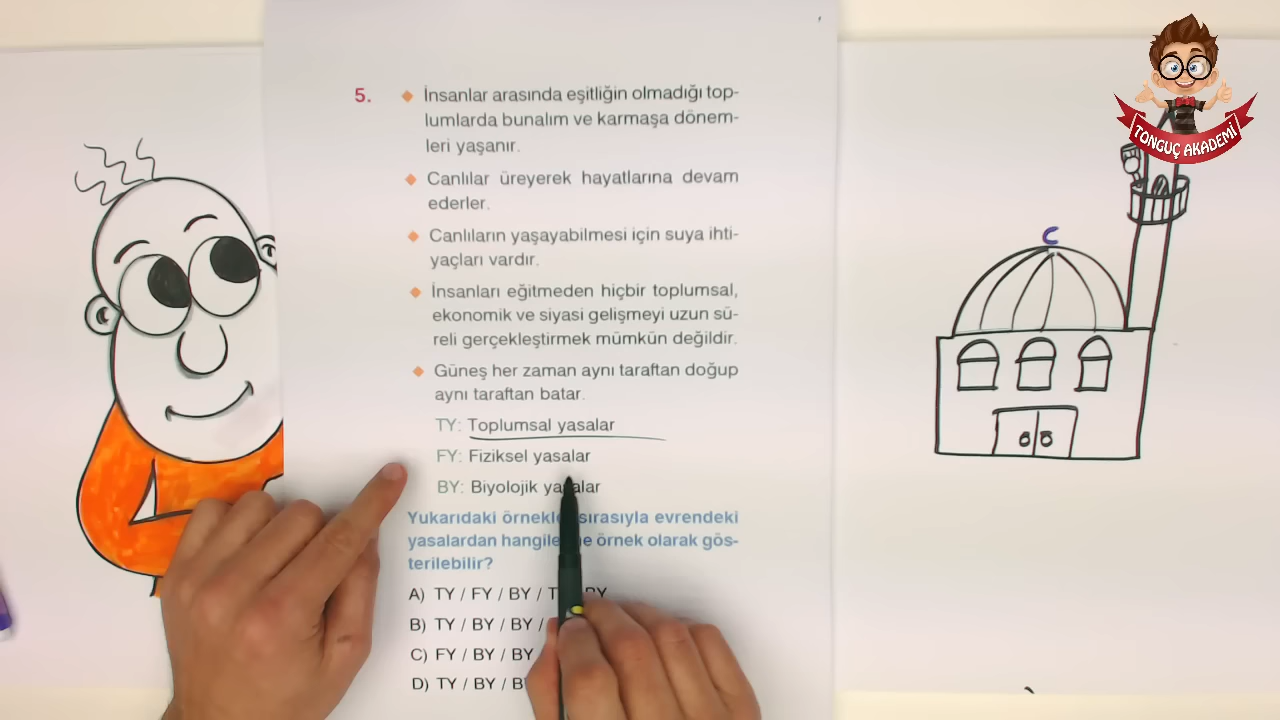 TONGUÇ AKADEMİ
5.
İnsanlar arasında eşitliğin olmadığı top-
lumlarda bunalım ve karmaşa dönem-
leri yaşanır.
Canlılar üreyerek hayatlarına devam
ederler.
Canlıların yaşayabilmesi için suya ihti-
yaçları vardır.
İnsanları eğitmeden hiçbir toplumsal,
ekonomik ve siyasi gelişmeyi uzun sü-
reli gerçekleştirmek mümkün değildir.
Güneş her zaman aynı taraftan doğup
aynı taraftan batar.
TY: Toplumsal yasalar
FY: Fiziksel yasalar
BY: Biyolojik yasalar
Yukarıdaki sırasıyla evrendeki
yasalardan örnek olarak gös-
terilebilir?
A) TY / FY / BY /
B) TY / BY / BY /
C) FY / BY / BY
D) TY / BY /